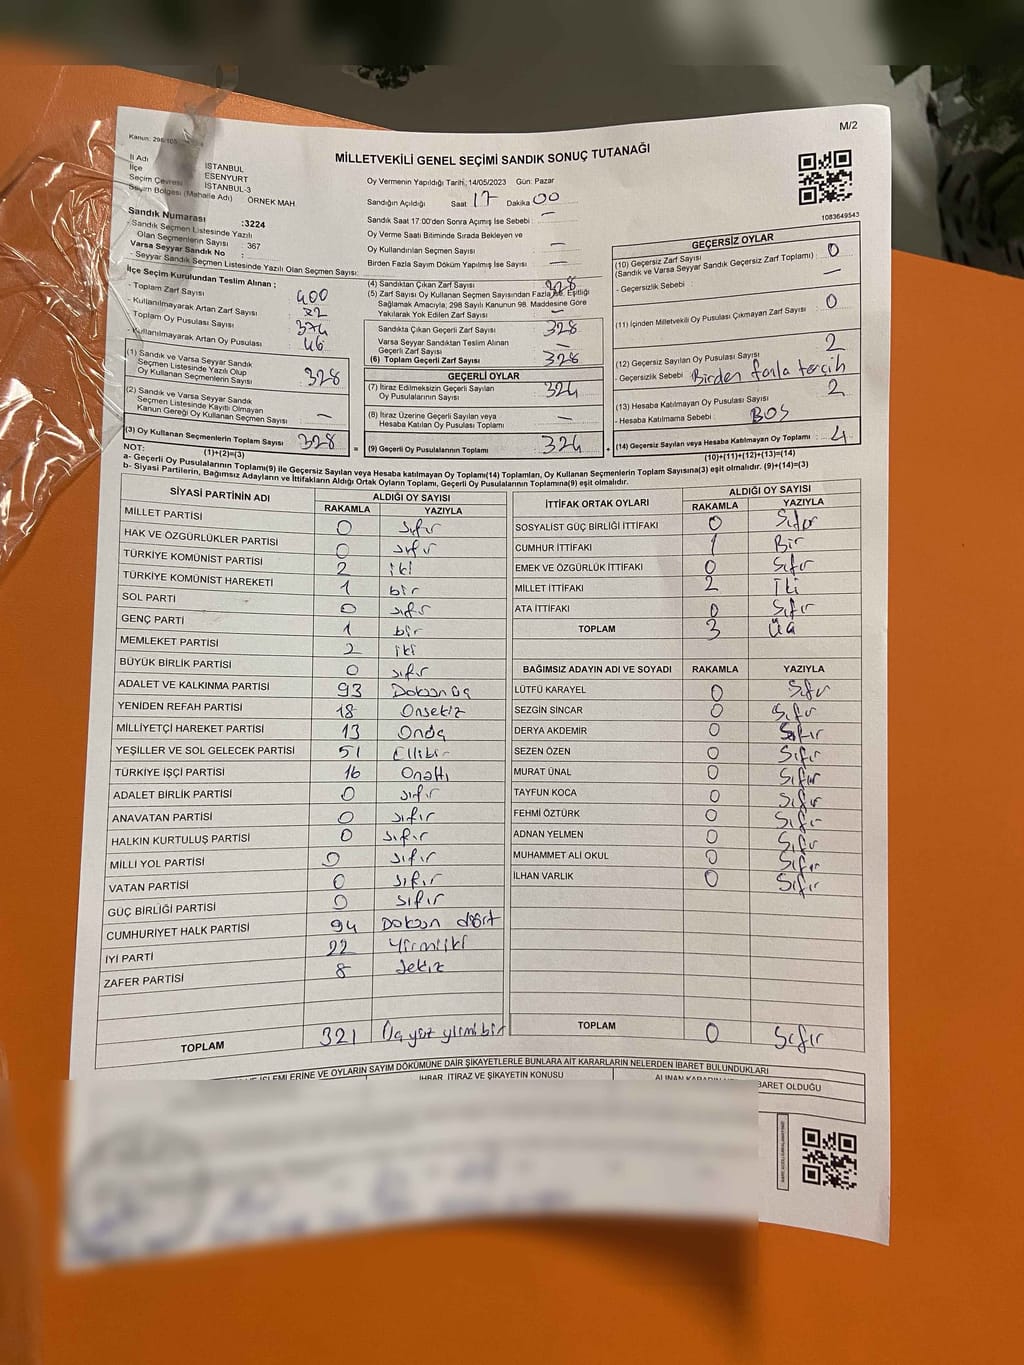 Kanun: 298/105
M/2
MİLLETVEKİLİ GENEL SEÇİMİ SANDIK SONUÇ TUTANAĞI
İl Adı : İSTANBUL
İlçe : ESENYURT
Seçim Çevresi : İSTANBUL-3
Seçim Bölgesi (Mahalle Adı) : ÖRNEK MAH.
Oy Vermenin Yapıldığı Tarih: 14/05/2023 Gün: Pazar
Sandığın Açıldığı Saat 17 Dakika 00
Sandık Saat 17:00'den Sonra Açımış İse Sebebi : —
Oy Verme Saati Bitiminde Sırada Bekleyen ve
Oy Kullandırılan Seçmen Sayısı : —
Birden Fazla Sayım Döküm Yapılmış İse Sayısı : —
1083649543
Sandık Numarası :3224
- Sandık Seçmen Listesinde Yazılı
Olan Seçmenlerin Sayısı : 367
Varsa Seyyar Sandık No :
- Seyyar Sandık Seçmen Listesinde Yazılı Olan Seçmen Sayısı:
İlçe Seçim Kurulundan Teslim Alınan ;
- Toplam Zarf Sayısı : 400
- Kullanılmayarak Artan Zarf Sayısı : 72
- Toplam Oy Pusulası Sayısı : 374
- Kullanılmayarak Artan Oy Pusulası : 46
(1) Sandık ve Varsa Seyyar Sandık
Seçmen Listesinde Yazılı Olup
Oy Kullanan Seçmenlerin Sayısı : 328
(2) Sandık ve Varsa Seyyar Sandık
Seçmen Listesinde Kayıtlı Olmayan
Kanun Gereği Oy Kullanan Seçmen Sayısı : —
(3) Oy Kullanan Seçmenlerin Toplam Sayısı : 328
(1)+(2)=(3)
(4) Sandıktan Çıkan Zarf Sayısı : 328
(5) Zarf Sayısı Oy Kullanan Seçmen Sayısından Fazla ise, Eşitliği
Sağlamak Amacıyla; 298 Sayılı Kanunun 98. Maddesine Göre
Yakılarak Yok Edilen Zarf Sayısı : —
Sandıkta Çıkan Geçerli Zarf Sayısı : 328
Varsa Seyyar Sandıktan Teslim Alınan
Geçerli Zarf Sayısı : —
(6) Toplam Geçerli Zarf Sayısı : 328
GEÇERLİ OYLAR
(7) İtiraz Edilmeksizin Geçerli Sayılan
Oy Pusulalarının Sayısı : 324
(8) İtiraz Üzerine Geçerli Sayılan veya
Hesaba Katılan Oy Pusulası Toplamı : —
= (9) Geçerli Oy Pusulalarının Toplamı : 324 +
GEÇERSİZ OYLAR
(10) Geçersiz Zarf Sayısı
(Sandık ve Varsa Seyyar Sandık Geçersiz Zarf Toplamı) : 0
- Geçersizlik Sebebi : —
(11) İçinden Milletvekili Oy Pusulası Çıkmayan Zarf Sayısı : 0
(12) Geçersiz Sayılan Oy Pusulası Sayısı : 2
- Geçersizlik Sebebi : Birden fazla tercih
(13) Hesaba Katılmayan Oy Pusulası Sayısı : 2
- Hesaba Katılmama Sebebi : BOS
(14) Geçersiz Sayılan veya Hesaba Katılmayan Oy Toplamı : 4
(10)+(11)+(12)+(13)=(14)
NOT:
a- Geçerli Oy Pusulalarının Toplamı(9) ile Geçersiz Sayılan veya Hesaba katılmayan Oy Toplamı(14) Toplamları, Oy Kullanan Seçmenlerin Toplam Sayısına(3) eşit olmalıdır. (9)+(14)=(3)
b- Siyasi Partilerin, Bağımsız Adayların ve İttifakların Aldığı Ortak Oyların Toplamı, Geçerli Oy Pusulalarının Toplamına(9) eşit olmalıdır.
SİYASİ PARTİNİN ADI ALDIĞI OY SAYISI
RAKAMLA YAZIYLA
MİLLET PARTİSİ 0 sıfır
HAK VE ÖZGÜRLÜKLER PARTİSİ 0 sıfır
TÜRKİYE KOMÜNİST PARTİSİ 2 iki
TÜRKİYE KOMÜNİST HAREKETİ 1 bir
SOL PARTİ 0 sıfır
GENÇ PARTİ 1 bir
MEMLEKET PARTİSİ 2 iki
BÜYÜK BİRLİK PARTİSİ 0 sıfır
ADALET VE KALKINMA PARTİSİ 93 Doksan üç
YENİDEN REFAH PARTİSİ 18 Onsekiz
MİLLİYETÇİ HAREKET PARTİSİ 13 Onüç
YEŞİLLER VE SOL GELECEK PARTİSİ 51 Ellibir
TÜRKİYE İŞÇİ PARTİSİ 16 Onaltı
ADALET BİRLİK PARTİSİ 0 sıfır
ANAVATAN PARTİSİ 0 sıfır
HALKIN KURTULUŞ PARTİSİ 0 sıfır
MİLLİ YOL PARTİSİ 0 sıfır
VATAN PARTİSİ 0 sıfır
GÜÇ BİRLİĞİ PARTİSİ 0 sıfır
CUMHURİYET HALK PARTİSİ 94 Doksan dört
İYİ PARTİ 22 Yirmiiki
ZAFER PARTİSİ 8 Sekiz
TOPLAM 321 Üç yüz yirmi bir
İTTİFAK ORTAK OYLARI ALDIĞI OY SAYISI
RAKAMLA YAZIYLA
SOSYALİST GÜÇ BİRLİĞİ İTTİFAKI 0 Sıfır
CUMHUR İTTİFAKI 1 Bir
EMEK VE ÖZGÜRLÜK İTTİFAKI 0 Sıfır
MİLLET İTTİFAKI 2 İki
ATA İTTİFAKI 0 Sıfır
TOPLAM 3 Üç
BAĞIMSIZ ADAYIN ADI VE SOYADI RAKAMLA YAZIYLA
LÜTFÜ KARAYEL 0 Sıfır
SEZGİN SİNCAR 0 Sıfır
DERYA AKDEMİR 0 Sıfır
SEZEN ÖZEN 0 Sıfır
MURAT ÜNAL 0 Sıfır
TAYFUN KOCA 0 Sıfır
FEHMİ ÖZTÜRK 0 Sıfır
ADNAN YELMEN 0 Sıfır
MUHAMMET ALİ OKUL 0 Sıfır
İLHAN VARLIK 0 Sıfır
TOPLAM 0 Sıfır
İŞLEMLERİNE VE OYLARIN SAYIM DÖKÜMÜNE DAİR ŞİKAYETLERLE BUNLARA AİT KARARLARIN NELERDEN İBARET BULUNDUKLARI
İHBAR, İTİRAZ VE ŞİKAYETİN KONUSU
ALINAN KARARIN İBARET OLDUĞU